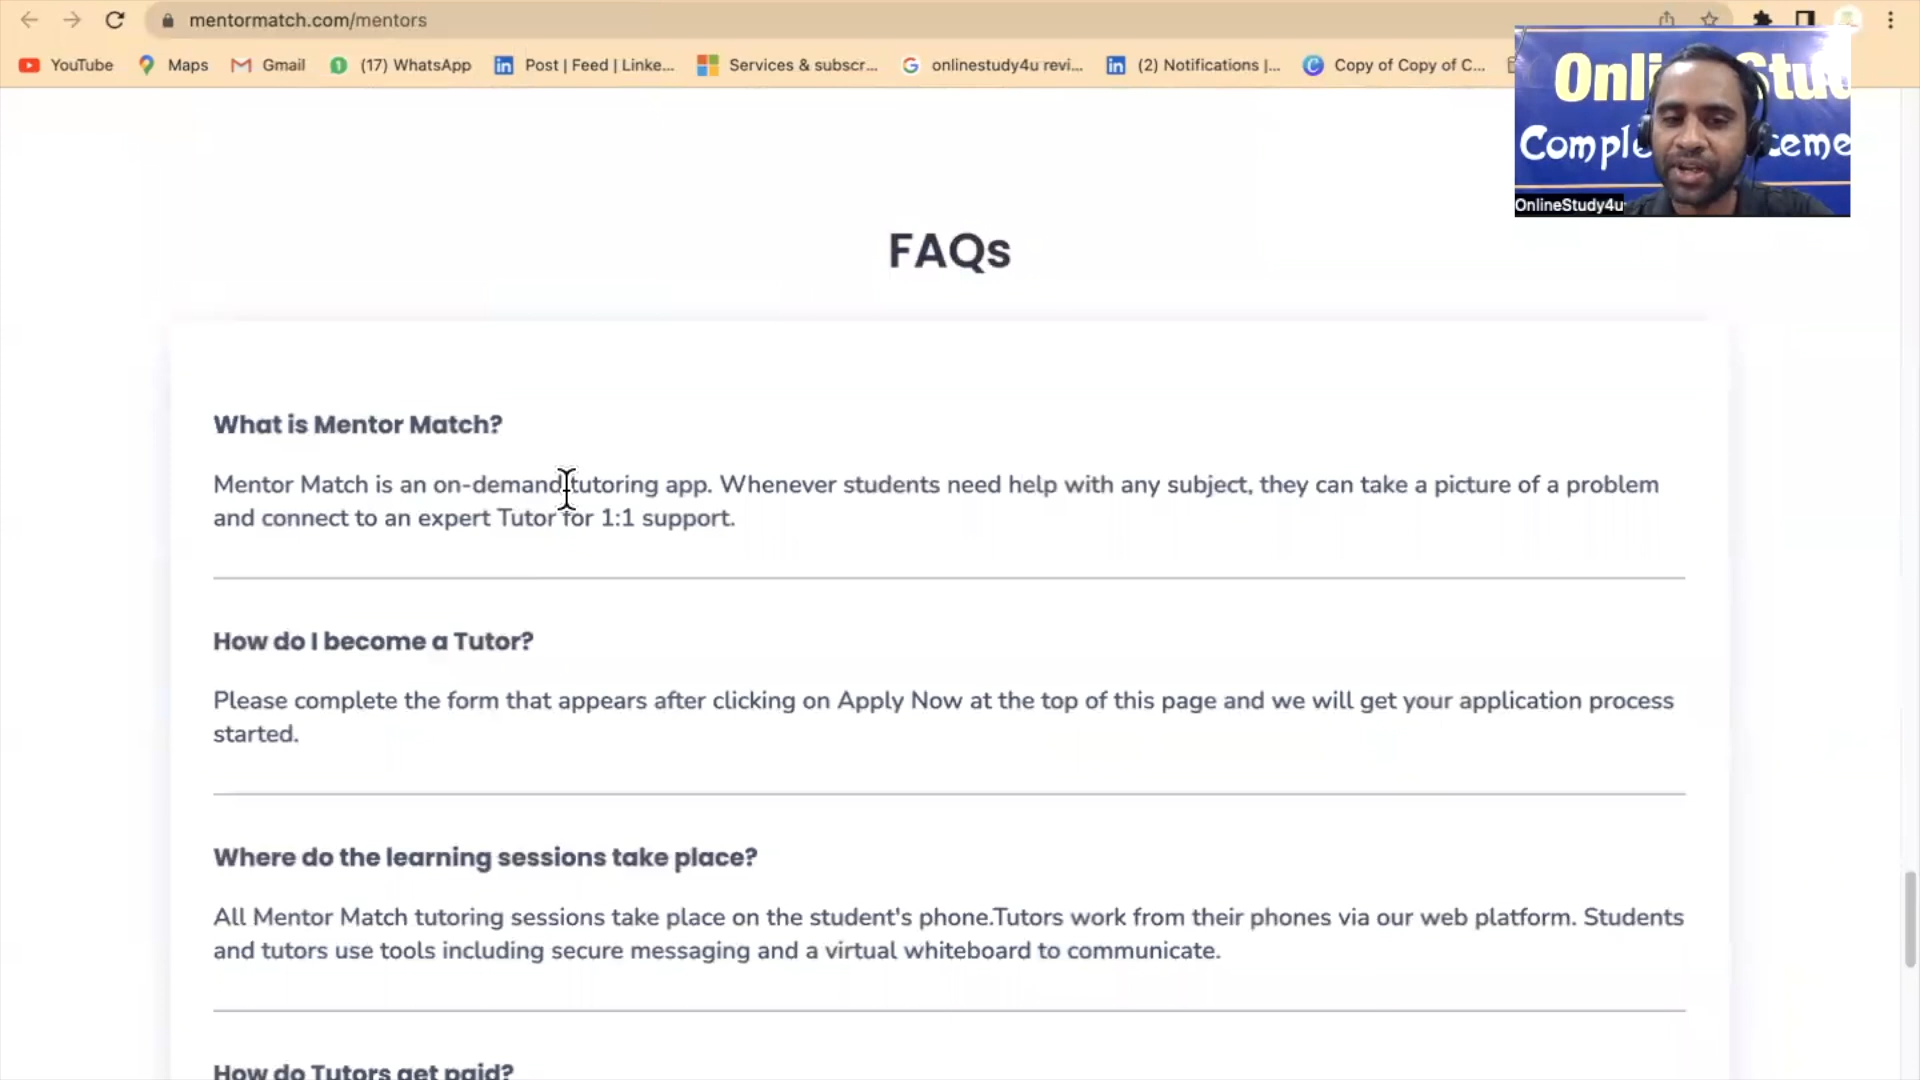 mentormatch.com/mentors
YouTube Maps Gmail (17) WhatsApp Post | Feed | Linke... Services & subscr... onlinestudy4u revi... (2) Notifications |... Copy of Copy of C...
Stu
Comple ceme
OnlineStudy4u
FAQs
What is Mentor Match?
Mentor Match is an on-demand tutoring app. Whenever students need help with any subject, they can take a picture of a problem
and connect to an expert Tutor for 1:1 support.
How do I become a Tutor?
Please complete the form that appears after clicking on Apply Now at the top of this page and we will get your application process
started.
Where do the learning sessions take place?
All Mentor Match tutoring sessions take place on the student's phone.Tutors work from their phones via our web platform. Students
and tutors use tools including secure messaging and a virtual whiteboard to communicate.
How do Tutors get paid?